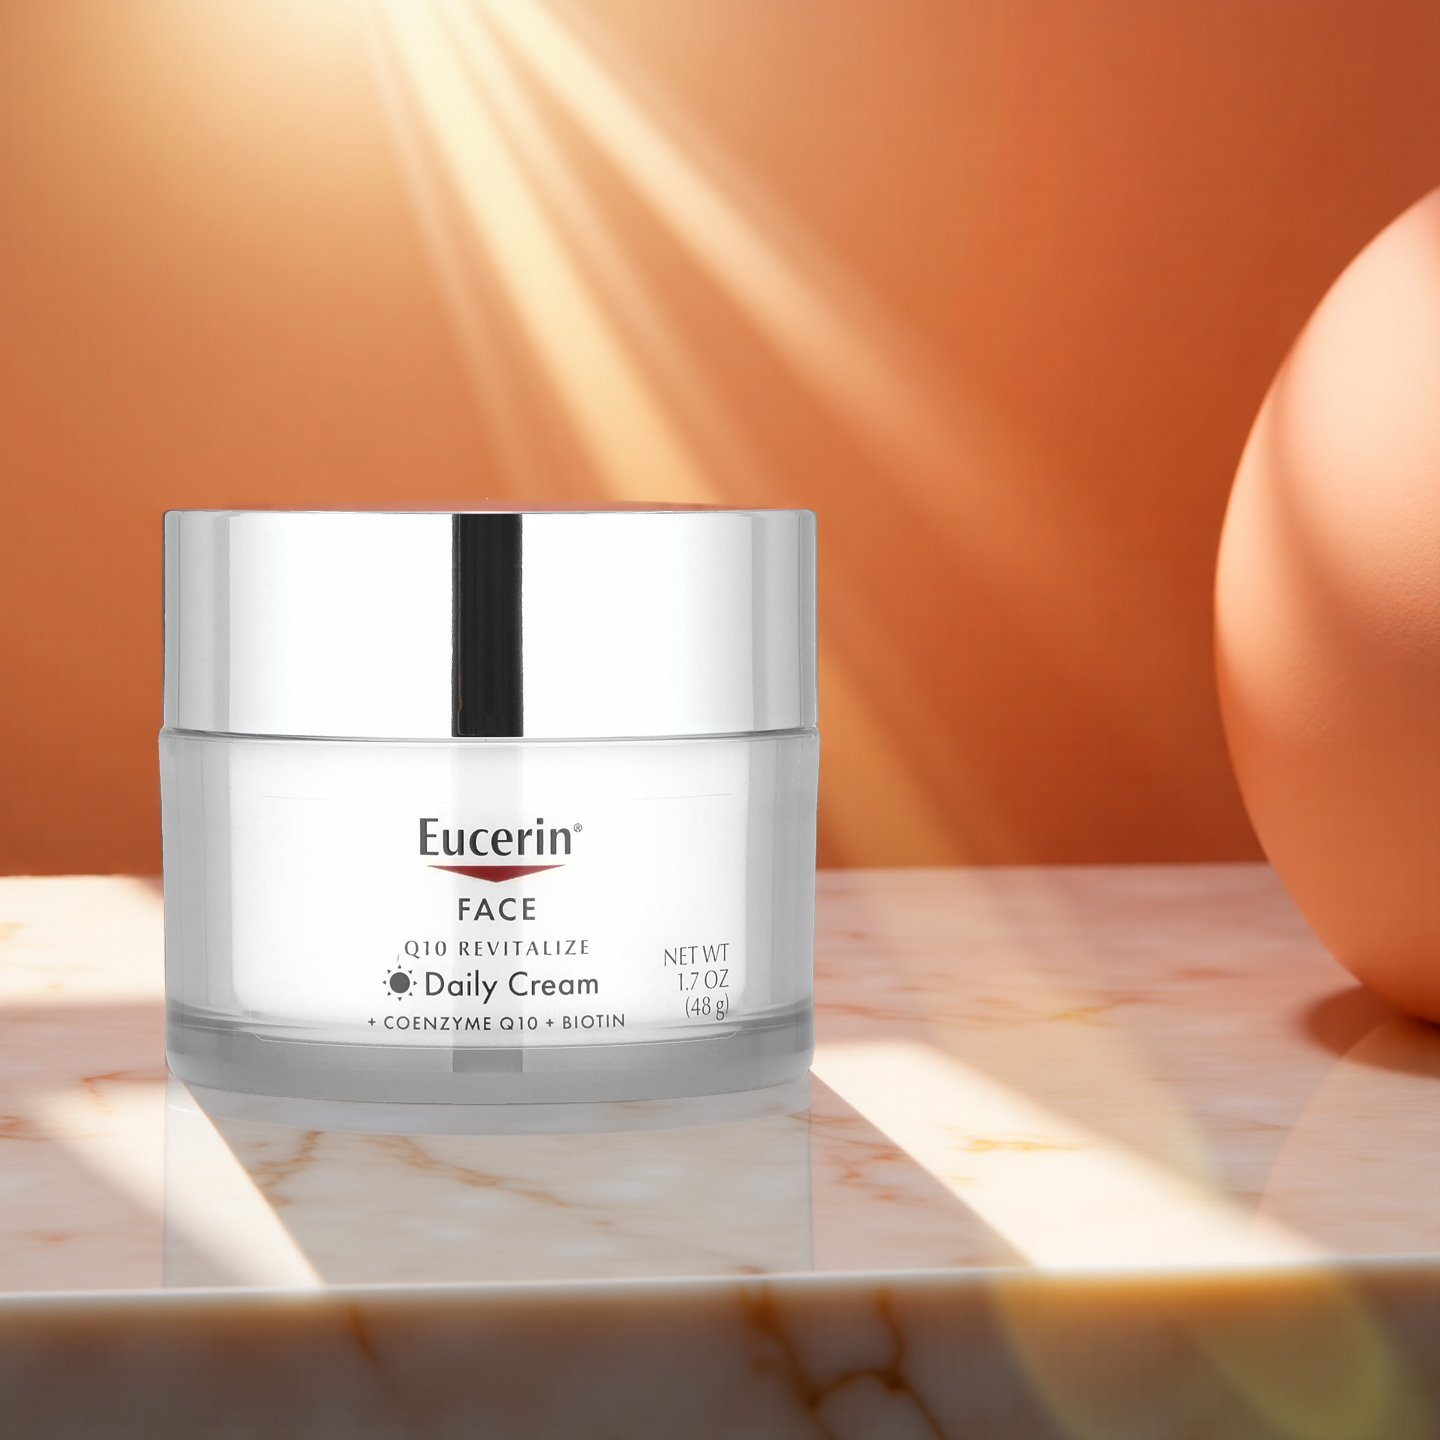 Eucerin®
FACE
Q10 REVITALIZE
Daily Cream
+ COENZYME Q10 + BIOTIN
NET WT
1.7 OZ
(48 g)